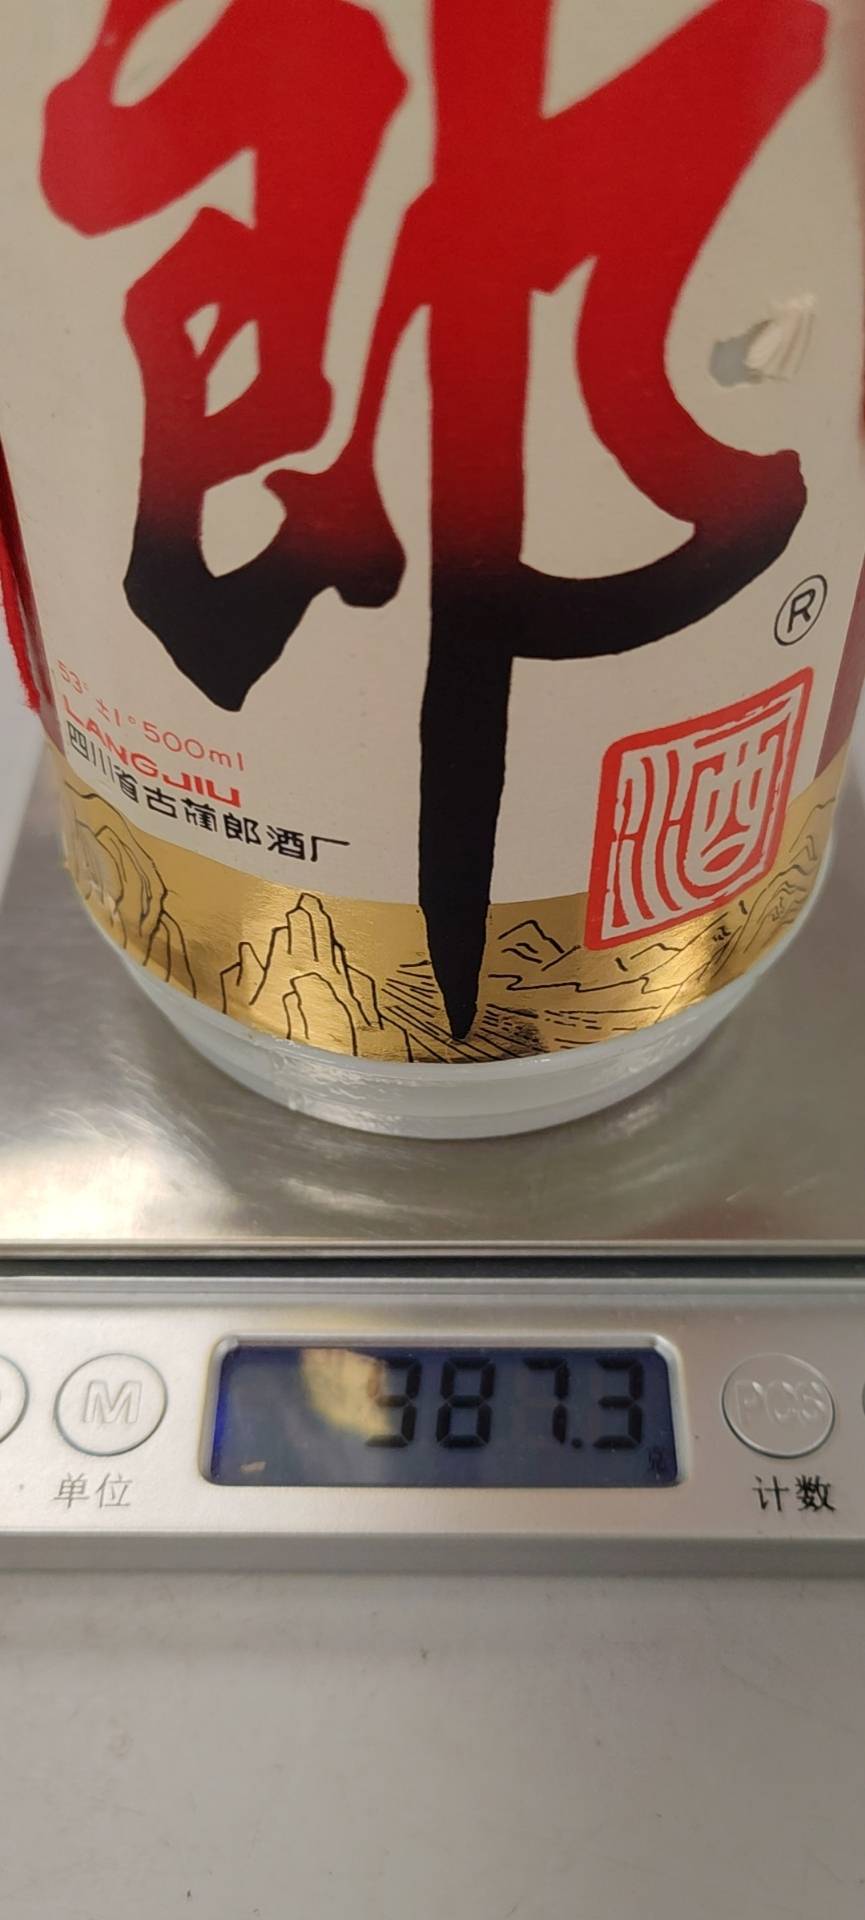 郎
®
53°±1°500ml
LANGJIU
四川省古蔺郎酒厂
酒
387.3
M
PCS
单位
计数